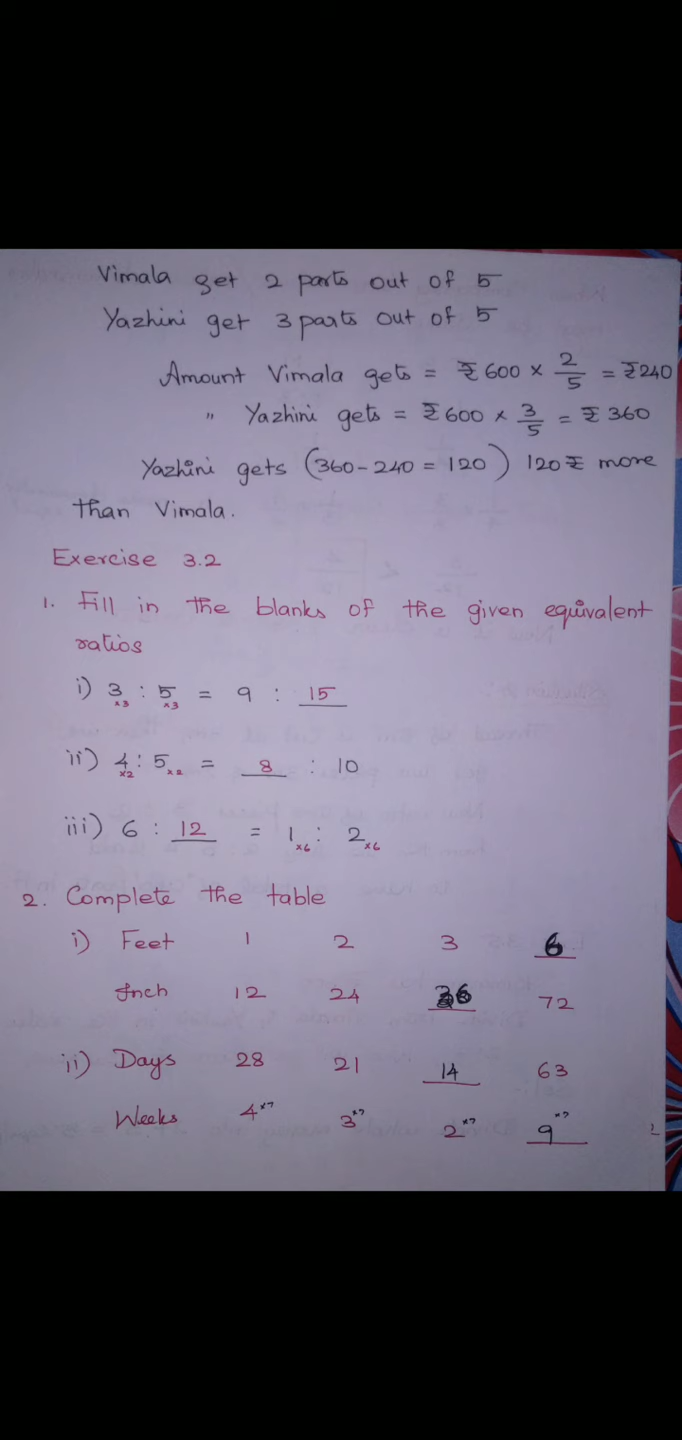 Vimala get 2 parts out of 5
Yazhini get 3 parts out of 5
Amount Vimala gets = ₹600 × 2/5 = ₹240
" Yazhini gets = ₹600 × 3/5 = ₹360
Yazhini gets (360-240 = 120) 120₹ more
than Vimala.
Exercise 3.2
1. Fill in the blanks of the given equivalent
ratios
i) 3 ×3 : 5 ×3 = 9 : 15
ii) 4 ×2 : 5 ×2 = 8 : 10
iii) 6 : 12 = 1 ×6 : 2 ×6
2. Complete the table
i) Feet 1 2 3 6
Inch 12 24 36 72
ii) Days 28 21 14 63
Weeks 4 ×7 3 ×7 2 ×7 9 ×7